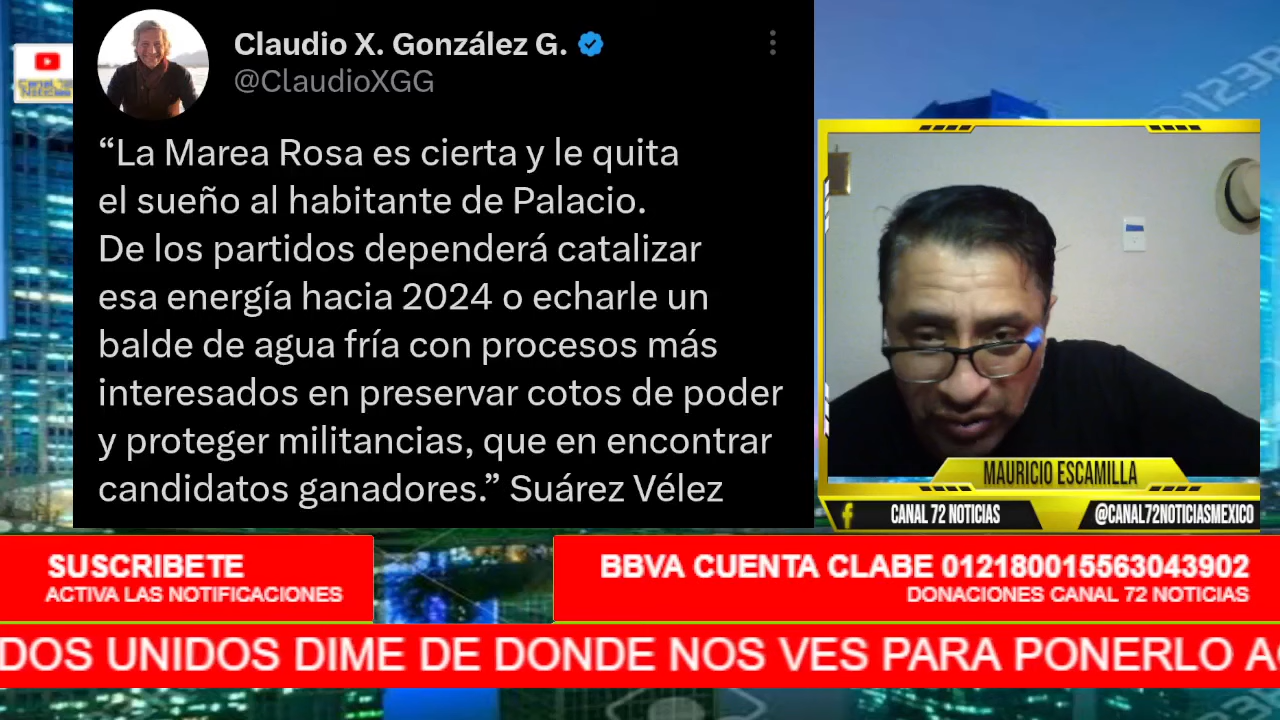 Claudio X. González G.
@ClaudioXGG
“La Marea Rosa es cierta y le quita
el sueño al habitante de Palacio.
De los partidos dependerá catalizar
esa energía hacia 2024 o echarle un
balde de agua fría con procesos más
interesados en preservar cotos de poder
y proteger militancias, que en encontrar
candidatos ganadores.” Suárez Vélez
Canal 72
Noticias
MAURICIO ESCAMILLA
CANAL 72 NOTICIAS
@CANAL72NOTICIASMEXICO
SUSCRIBETE
ACTIVA LAS NOTIFICACIONES
BBVA CUENTA CLABE 012180015563043902
DONACIONES CANAL 72 NOTICIAS
DOS UNIDOS DIME DE DONDE NOS VES PARA PONERLO